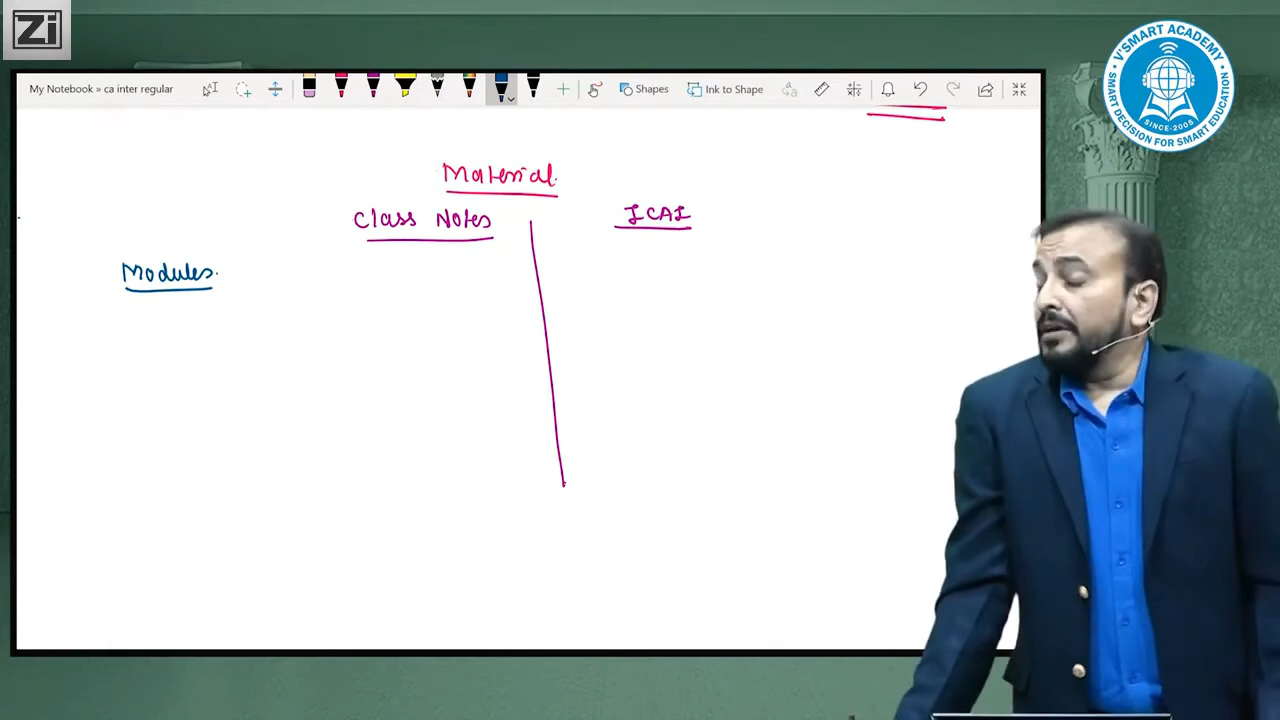 Zi
V'SMART ACADEMY
SMART DECISION FOR SMART EDUCATION
SINCE-2005
My Notebook » ca inter regular
Shapes
Ink to Shape
Material.
Class Notes
ICAI
Modules.